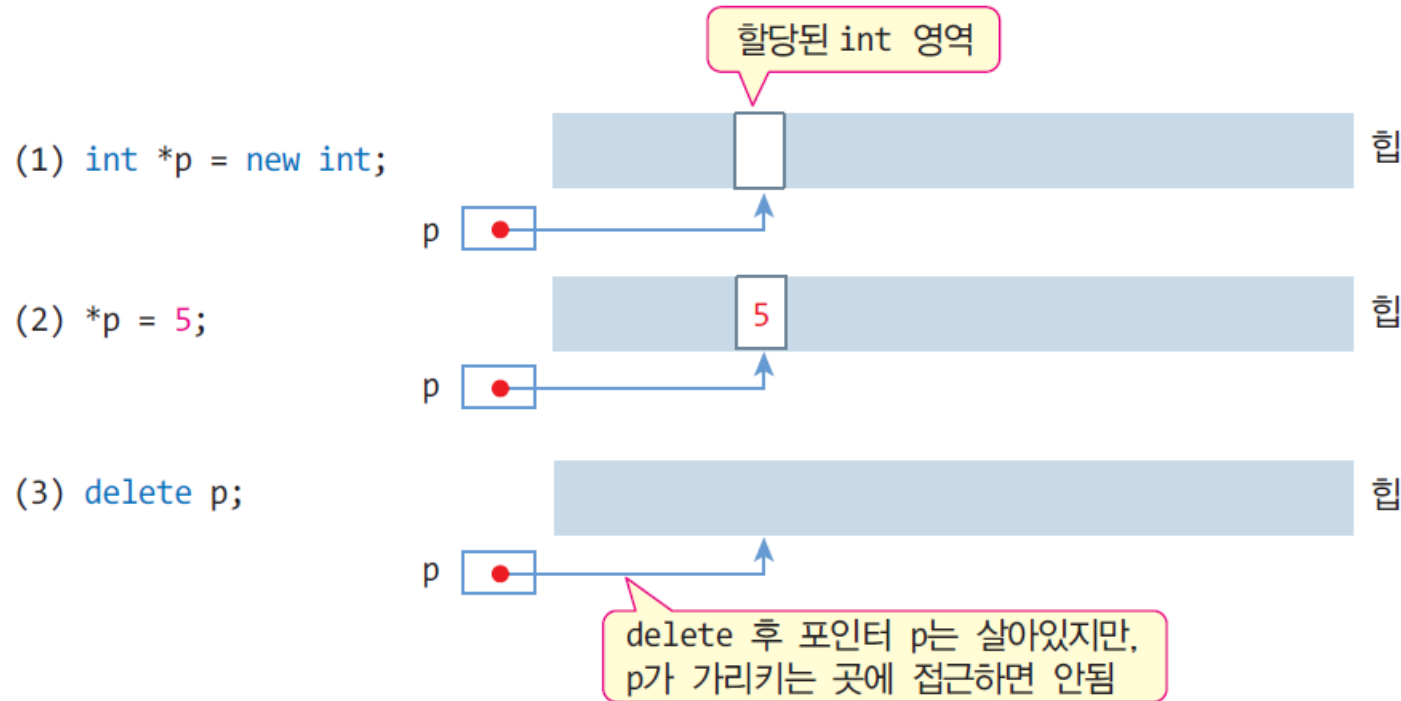 할당된 int 영역
(1) int *p = new int;
힙
p
(2) *p = 5;
5
힙
p
(3) delete p;
힙
p
delete 후 포인터 p는 살아있지만,
p가 가리키는 곳에 접근하면 안됨